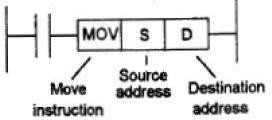 MOV S D
Move instruction
Source address
Destination address